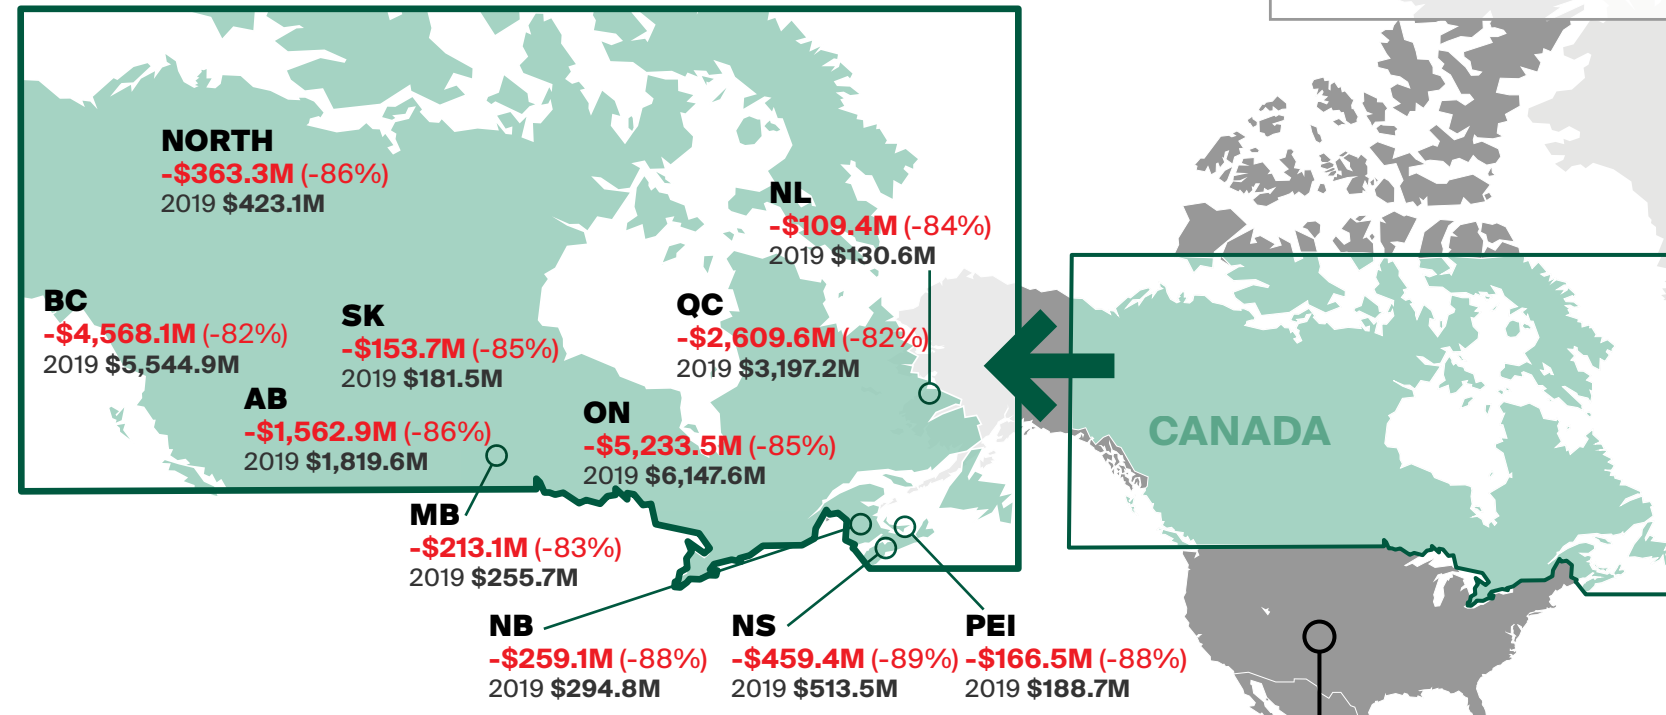 NORTH
-$363.3M (-86%)
2019 $423.1M
NL
-$109.4M (-84%)
2019 $130.6M
BC
-$4,568.1M (-82%)
2019 $5,544.9M
SK
-$153.7M (-85%)
2019 $181.5M
QC
-$2,609.6M (-82%)
2019 $3,197.2M
AB
-$1,562.9M (-86%)
2019 $1,819.6M
ON
-$5,233.5M (-85%)
2019 $6,147.6M
CANADA
MB
-$213.1M (-83%)
2019 $255.7M
NB
-$259.1M (-88%)
2019 $294.8M
NS
-$459.4M (-89%)
2019 $513.5M
PEI
-$166.5M (-88%)
2019 $188.7M